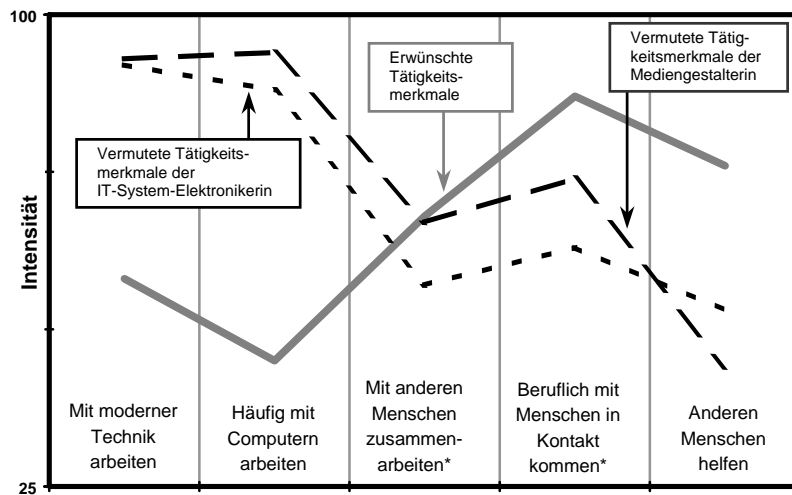 100
Intensität
25
Erwünschte
Tätigkeits-
merkmale
Vermutete Tätig-
keitsmerkmale der
Mediengestalterin
Vermutete Tätigkeits-
merkmale der
IT-System-Elektronikerin
Mit moderner
Technik
arbeiten
Häufig mit
Computern
arbeiten
Mit anderen
Menschen
zusammen-
arbeiten*
Beruflich mit
Menschen in
Kontakt
kommen*
Anderen
Menschen
helfen